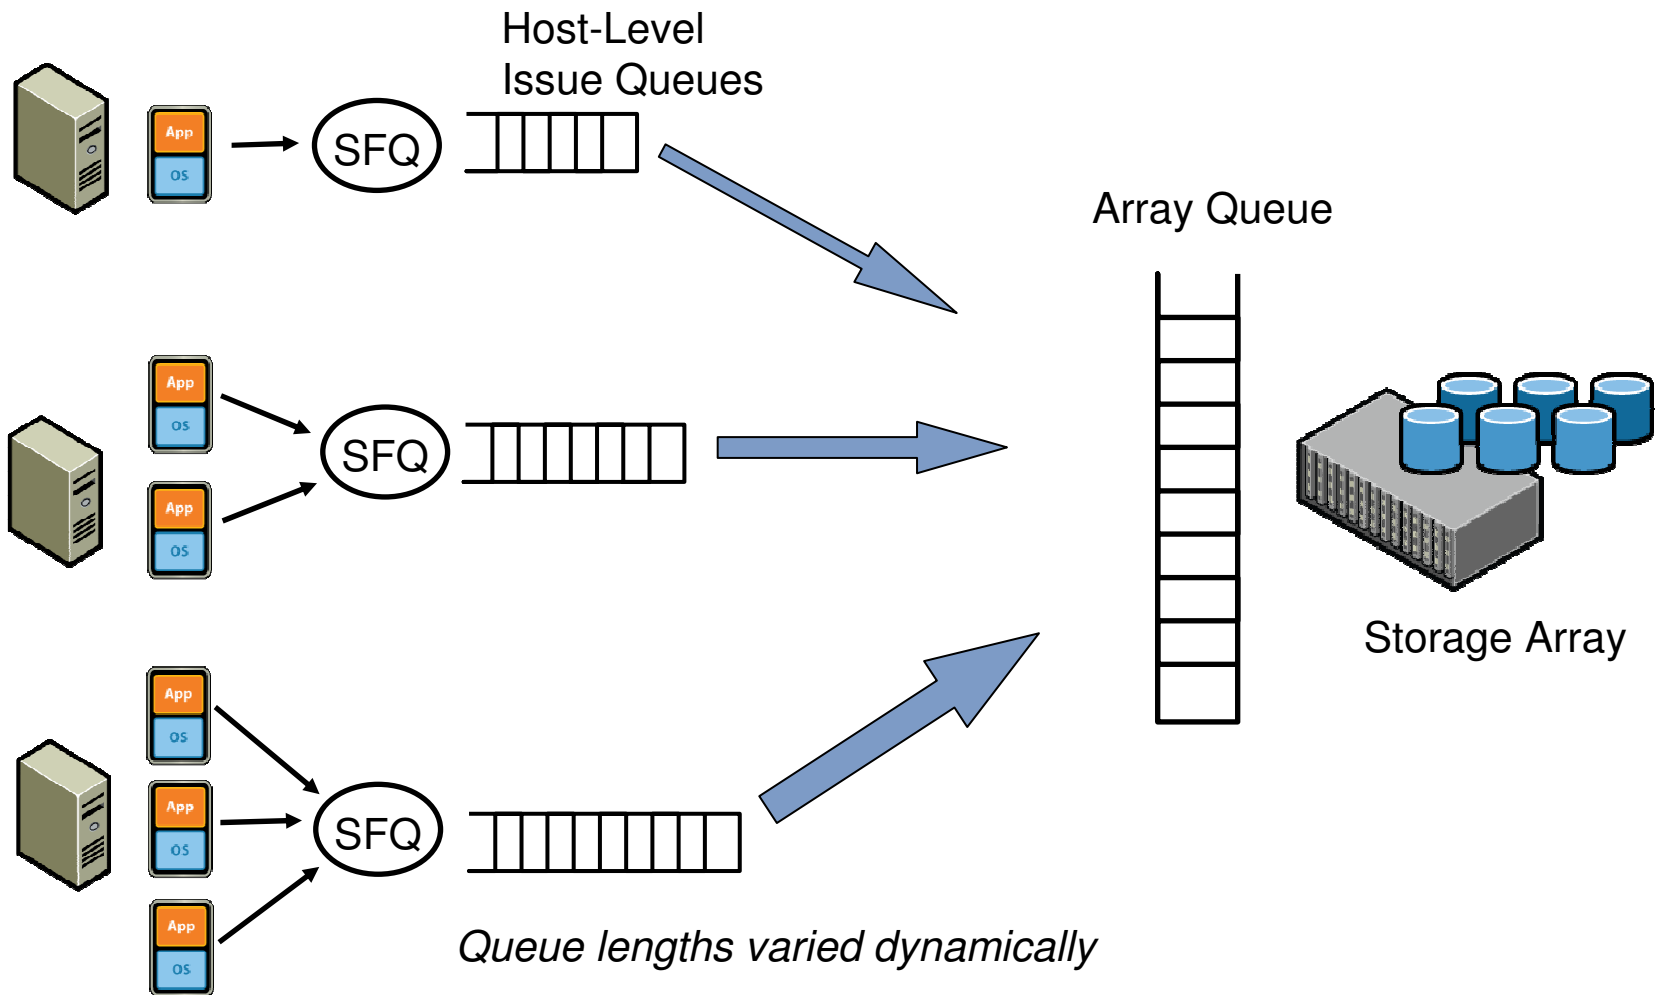 Host-Level
Issue Queues
App
OS
SFQ
Array Queue
App
OS
SFQ
App
OS
Storage Array
App
OS
App
OS
SFQ
App
OS
Queue lengths varied dynamically